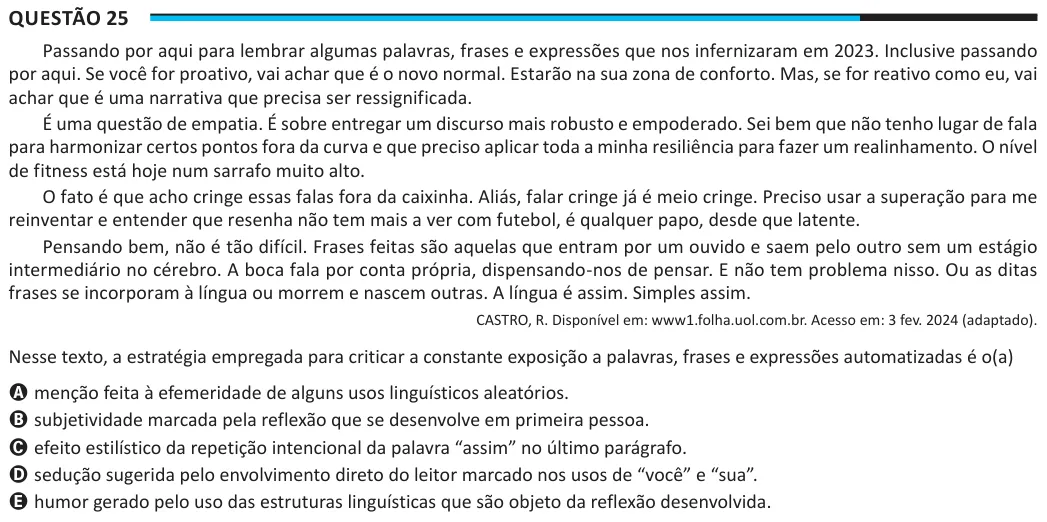 QUESTÃO 25
Passando por aqui para lembrar algumas palavras, frases e expressões que nos infernizaram em 2023. Inclusive passando
por aqui. Se você for proativo, vai achar que é o novo normal. Estarão na sua zona de conforto. Mas, se for reativo como eu, vai
achar que é uma narrativa que precisa ser ressignificada.
É uma questão de empatia. É sobre entregar um discurso mais robusto e empoderado. Sei bem que não tenho lugar de fala
para harmonizar certos pontos fora da curva e que preciso aplicar toda a minha resiliência para fazer um realinhamento. O nível
de fitness está hoje num sarrafo muito alto.
O fato é que acho cringe essas falas fora da caixinha. Aliás, falar cringe já é meio cringe. Preciso usar a superação para me
reinventar e entender que resenha não tem mais a ver com futebol, é qualquer papo, desde que latente.
Pensando bem, não é tão difícil. Frases feitas são aquelas que entram por um ouvido e saem pelo outro sem um estágio
intermediário no cérebro. A boca fala por conta própria, dispensando-nos de pensar. E não tem problema nisso. Ou as ditas
frases se incorporam à língua ou morrem e nascem outras. A língua é assim. Simples assim.
CASTRO, R. Disponível em: www1.folha.uol.com.br. Acesso em: 3 fev. 2024 (adaptado).
Nesse texto, a estratégia empregada para criticar a constante exposição a palavras, frases e expressões automatizadas é o(a)
A menção feita à efemeridade de alguns usos linguísticos aleatórios.
B subjetividade marcada pela reflexão que se desenvolve em primeira pessoa.
C efeito estilístico da repetição intencional da palavra “assim” no último parágrafo.
D sedução sugerida pelo envolvimento direto do leitor marcado nos usos de “você” e “sua”.
E humor gerado pelo uso das estruturas linguísticas que são objeto da reflexão desenvolvida.